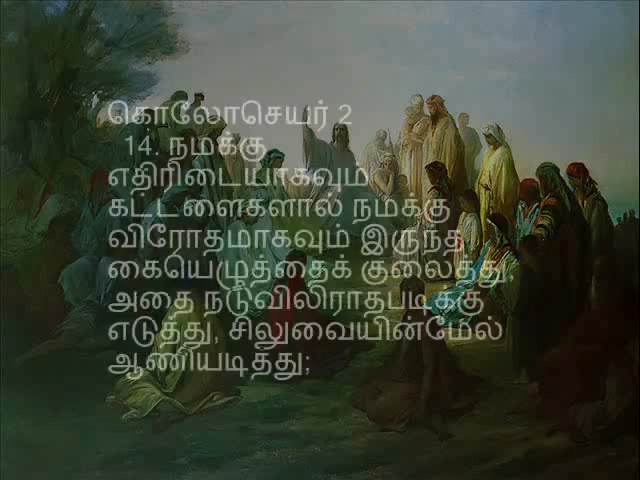 கொலோசெயர் 2
14. நமக்கு
எதிரிடையாகவும்
கட்டளைகளால் நமக்கு
விரோதமாகவும் இருந்த
கையெழுத்தைக் குலைத்து,
அதை நடுவிலிராதபடிக்கு
எடுத்து, சிலுவையின்மேல்
ஆணியடித்து;